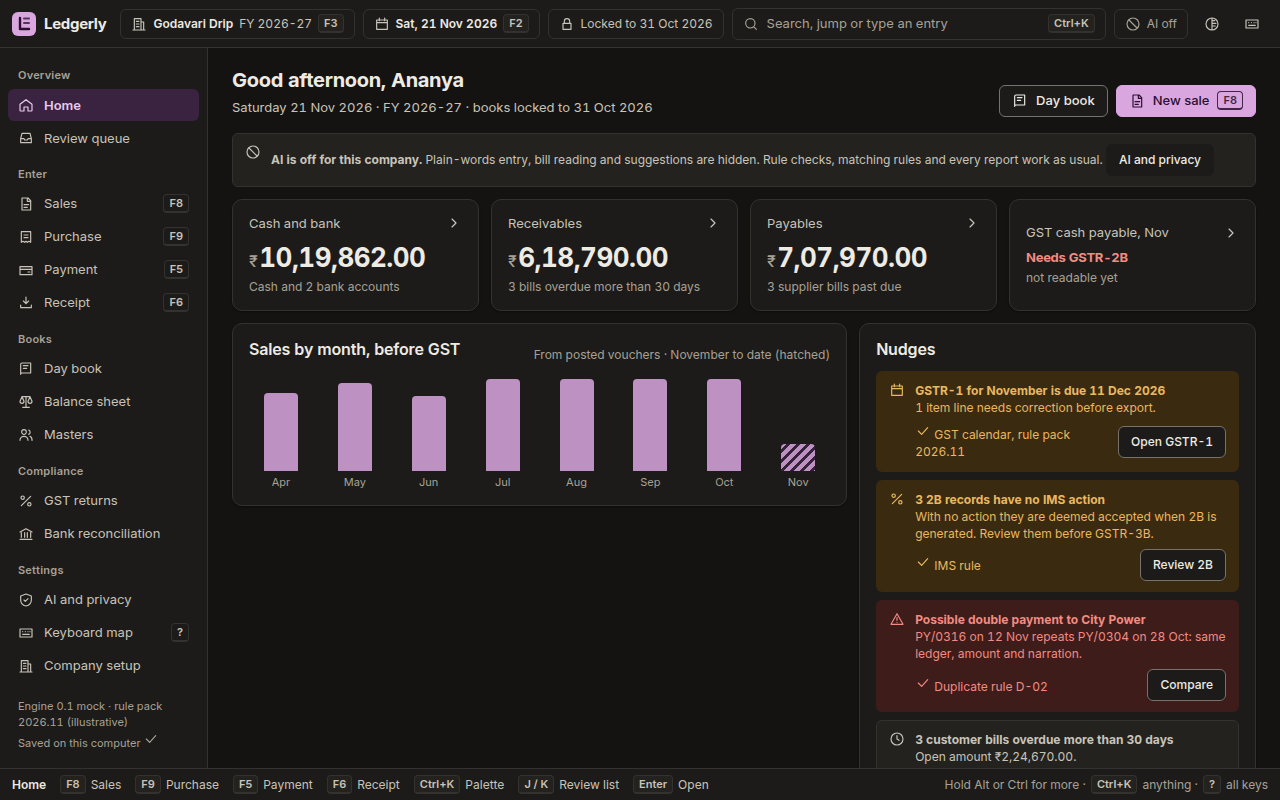 Ledgerly
Godavari Drip FY 2026-27 F3
Sat, 21 Nov 2026 F2
Locked to 31 Oct 2026
Search, jump or type an entry Ctrl+K
AI off
Overview
Home
Review queue
Enter
Sales F8
Purchase F9
Payment F5
Receipt F6
Books
Day book
Balance sheet
Masters
Compliance
GST returns
Bank reconciliation
Settings
AI and privacy
Keyboard map ?
Company setup
Engine 0.1 mock · rule pack
2026.11 (illustrative)
Saved on this computer
Good afternoon, Ananya
Saturday 21 Nov 2026 · FY 2026-27 · books locked to 31 Oct 2026
Day book
New sale F8
AI is off for this company. Plain-words entry, bill reading and suggestions are hidden. Rule checks, matching rules and every report work as usual. AI and privacy
Cash and bank
₹10,19,862.00
Cash and 2 bank accounts
Receivables
₹6,18,790.00
3 bills overdue more than 30 days
Payables
₹7,07,970.00
3 supplier bills past due
GST cash payable, Nov
Needs GSTR-2B
not readable yet
Sales by month, before GST
From posted vouchers · November to date (hatched)
Apr May Jun Jul Aug Sep Oct Nov
Nudges
GSTR-1 for November is due 11 Dec 2026
1 item line needs correction before export.
GST calendar, rule pack
2026.11
Open GSTR-1
3 2B records have no IMS action
With no action they are deemed accepted when 2B is
generated. Review them before GSTR-3B.
IMS rule
Review 2B
Possible double payment to City Power
PY/0316 on 12 Nov repeats PY/0304 on 28 Oct: same
ledger, amount and narration.
Duplicate rule D-02
Compare
3 customer bills overdue more than 30 days
Open amount ₹2,24,670.00.
Home F8 Sales F9 Purchase F5 Payment F6 Receipt Ctrl+K Palette J / K Review list Enter Open
Hold Alt or Ctrl for more · Ctrl+K anything · ? all keys